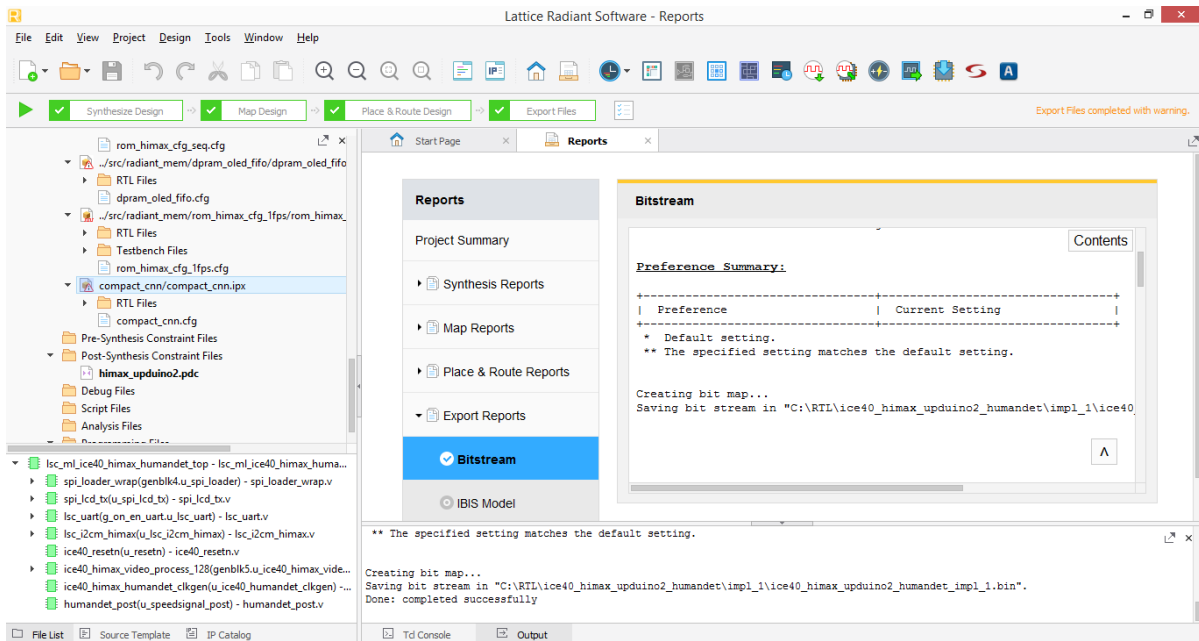 Lattice Radiant Software - Reports
File Edit View Project Design Tools Window Help
Synthesize Design Map Design Place & Route Design Export Files
Export Files completed with warning.
rom_himax_cfg_seq.cfg
../src/radiant_mem/dpram_oled_fifo/dpram_oled_fifo
RTL Files
dpram_oled_fifo.cfg
../src/radiant_mem/rom_himax_cfg_1fps/rom_himax_
RTL Files
Testbench Files
rom_himax_cfg_1fps.cfg
compact_cnn/compact_cnn.ipx
RTL Files
compact_cnn.cfg
Pre-Synthesis Constraint Files
Post-Synthesis Constraint Files
himax_upduino2.pdc
Debug Files
Script Files
Analysis Files
Programming Files
lsc_ml_ice40_himax_humandet_top - lsc_ml_ice40_himax_huma...
spi_loader_wrap(genblk4.u_spi_loader) - spi_loader_wrap.v
spi_lcd_tx(u_spi_lcd_tx) - spi_lcd_tx.v
lsc_uart(g_on_en_uart.u_lsc_uart) - lsc_uart.v
lsc_i2cm_himax(u_lsc_i2cm_himax) - lsc_i2cm_himax.v
ice40_resetn(u_resetn) - ice40_resetn.v
ice40_himax_video_process_128(genblk5.u_ice40_himax_vide...
ice40_himax_humandet_clkgen(u_ice40_humandet_clkgen) -...
humandet_post(u_speedsignal_post) - humandet_post.v
File List Source Template IP Catalog
Start Page Reports
Reports
Project Summary
Synthesis Reports
Map Reports
Place & Route Reports
Export Reports
Bitstream
IBIS Model
Bitstream
Contents
Preference Summary:
+---------------------------------+---------------------------------+
| Preference | Current Setting |
+---------------------------------+---------------------------------+
* Default setting.
** The specified setting matches the default setting.
Creating bit map...
Saving bit stream in "C:\RTL\ice40_himax_upduino2_humandet\impl_1\ice40_
** The specified setting matches the default setting.
Creating bit map...
Saving bit stream in "C:\RTL\ice40_himax_upduino2_humandet\impl_1\ice40_himax_upduino2_humandet_impl_1.bin".
Done: completed successfully
Tcl Console Output